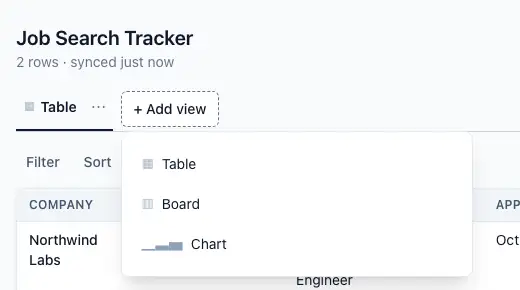 Job Search Tracker
2 rows · synced just now
Table ···
+ Add view
Filter Sort
Table
Board
Chart
COMPANY APP
Northwind
Labs
Oct
Engineer